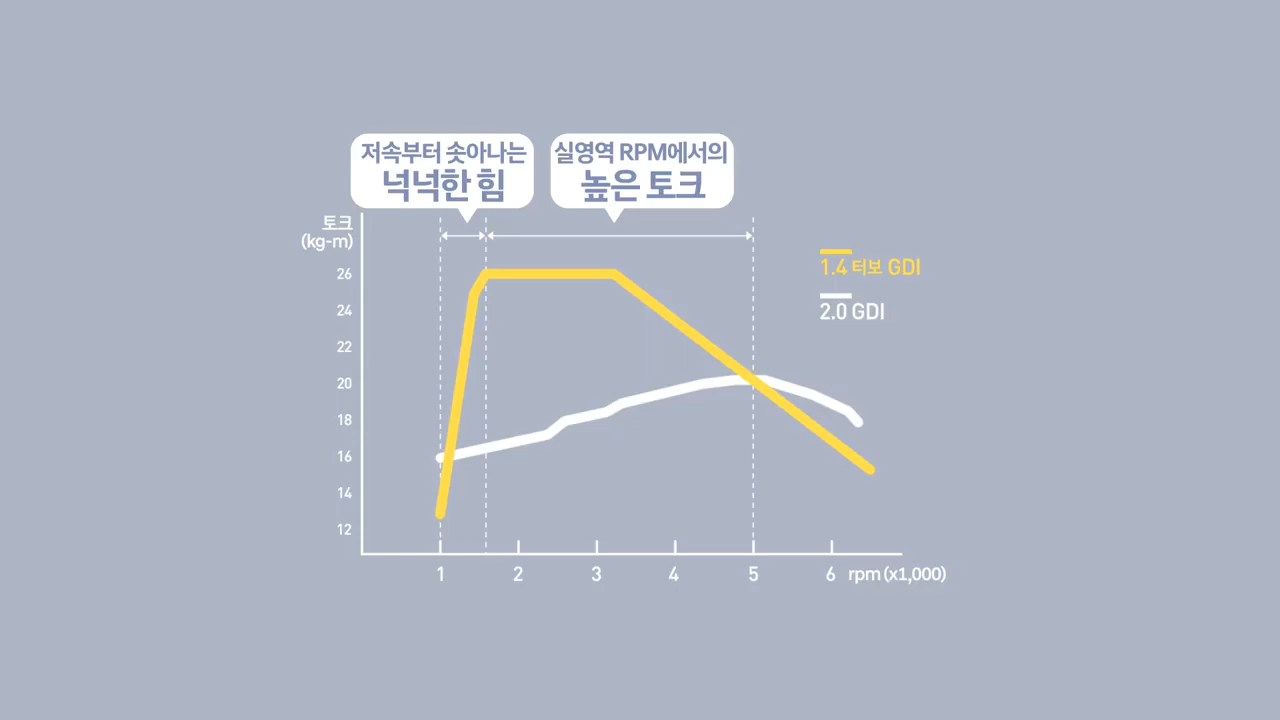 저속부터 솟아나는
넉넉한 힘
실영역 RPM에서의
높은 토크
토크
(kg-m)
26
24
22
20
18
16
14
12
1 2 3 4 5 6 rpm(x1,000)
1.4 터보 GDI
2.0 GDI